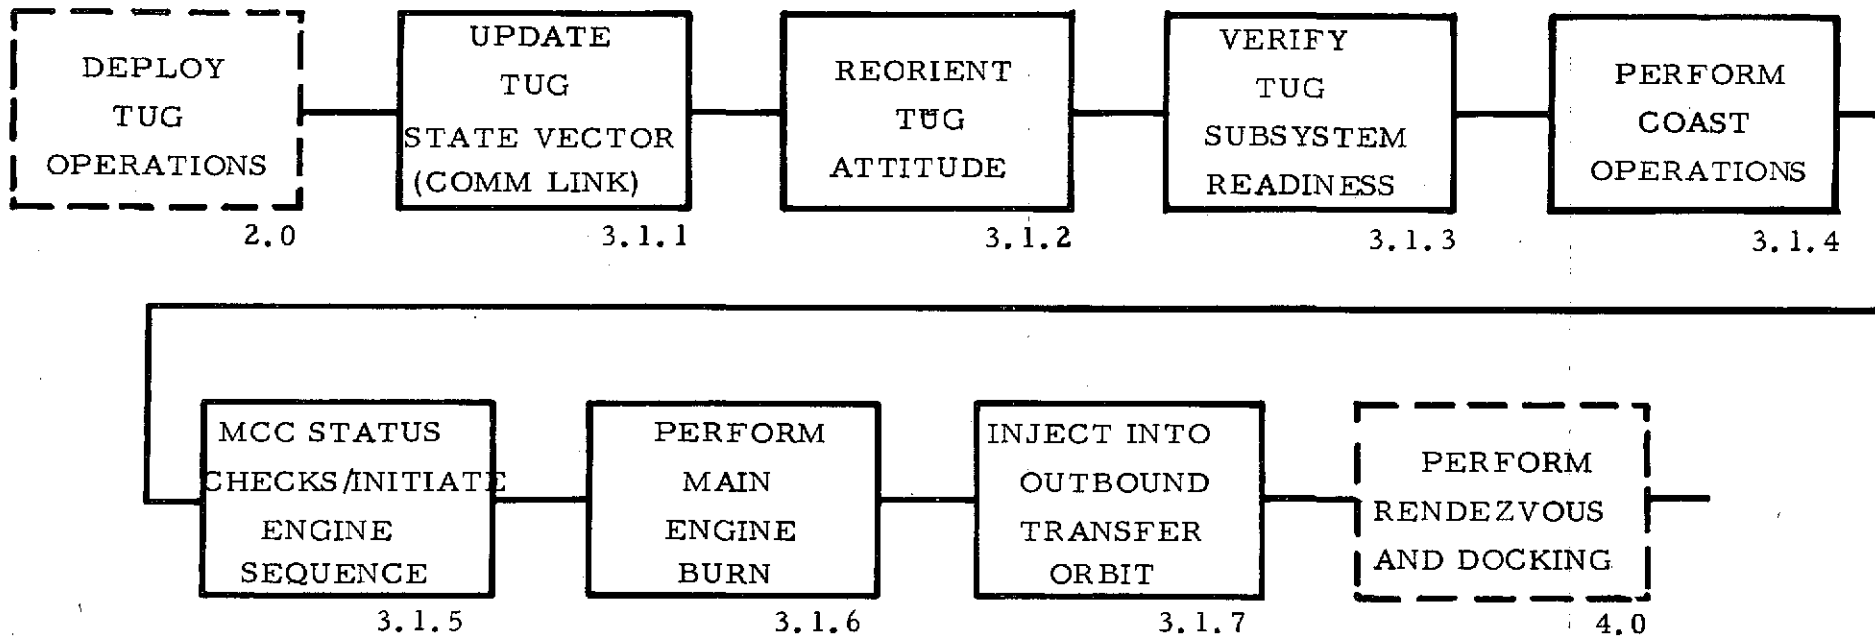 DEPLOY
TUG
OPERATIONS
2.0
UPDATE
TUG
STATE VECTOR
(COMM LINK)
3.1.1
REORIENT
TUG
ATTITUDE
3.1.2
VERIFY
TUG
SUBSYSTEM
READINESS
3.1.3
PERFORM
COAST
OPERATIONS
3.1.4
MCC STATUS
CHECKS/INITIATE
ENGINE
SEQUENCE
3.1.5
PERFORM
MAIN
ENGINE
BURN
3.1.6
INJECT INTO
OUTBOUND
TRANSFER
ORBIT
3.1.7
PERFORM
RENDEZVOUS
AND DOCKING
4.0